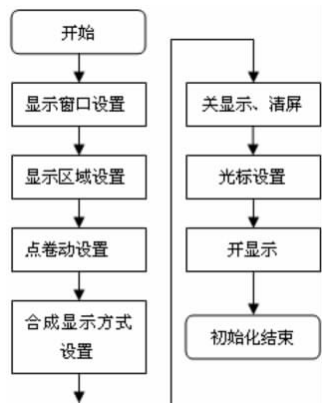 开始
显示窗口设置
显示区域设置
点卷动设置
合成显示方式
设置
关显示、清屏
光标设置
开显示
初始化结束